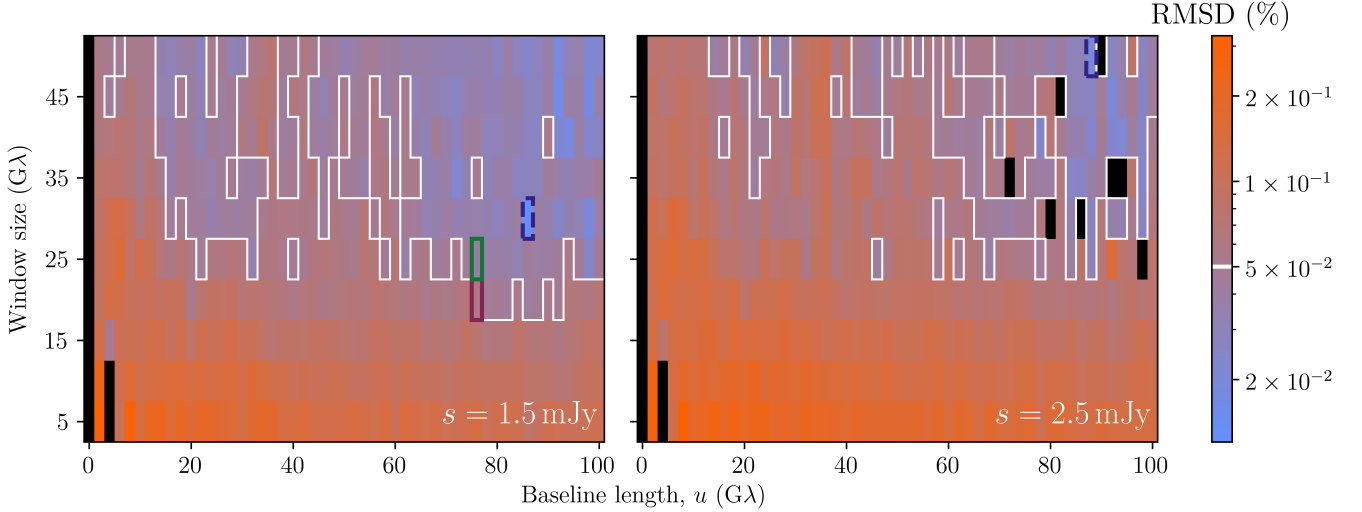 RMSD (%)
Window size (Gλ)
45
35
25
15
5
s = 1.5 mJy
s = 2.5 mJy
2 × 10⁻¹
1 × 10⁻¹
5 × 10⁻²
2 × 10⁻²
0 20 40 60 80 100
0 20 40 60 80 100
Baseline length, u (Gλ)